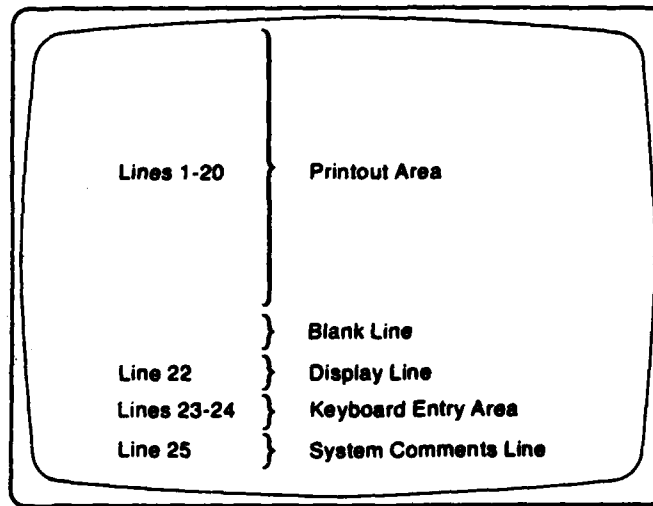 Lines 1-20 Printout Area
Blank Line
Line 22 Display Line
Lines 23-24 Keyboard Entry Area
Line 25 System Comments Line